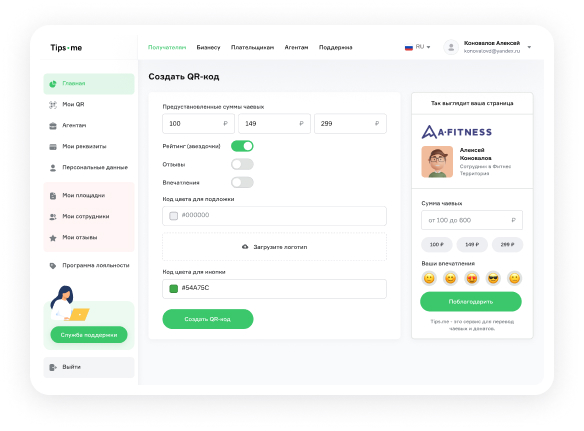 Tips•me
Получателям Бизнесу Плательщикам Агентам Поддержка
RU
Коновалов Алексей
konovalovd@yandex.ru
Главная
Мои QR
Агентам
Мои реквизиты
Персональные данные
Мои площадки
Мои сотрудники
Мои отзывы
Программа лояльности
Служба поддержки
Выйти
Создать QR-код
Предустановленные суммы чаевых
100 ₽ 149 ₽ 299 ₽
Рейтинг (звездочки)
Отзывы
Впечатления
Код цвета для подложки
#000000
Загрузите логотип
Код цвета для кнопки
#54A75C
Создать QR-код
Так выглядит ваша страница
A·FITNESS
Алексей
Коновалов
Сотрудник в Фитнес
Территория
Сумма чаевых
от 100 до 600 ₽
100 ₽ 149 ₽ 299 ₽
Ваши впечатления
Поблагодарить
Tips.me - это сервис для перевода
чаевых и донатов.